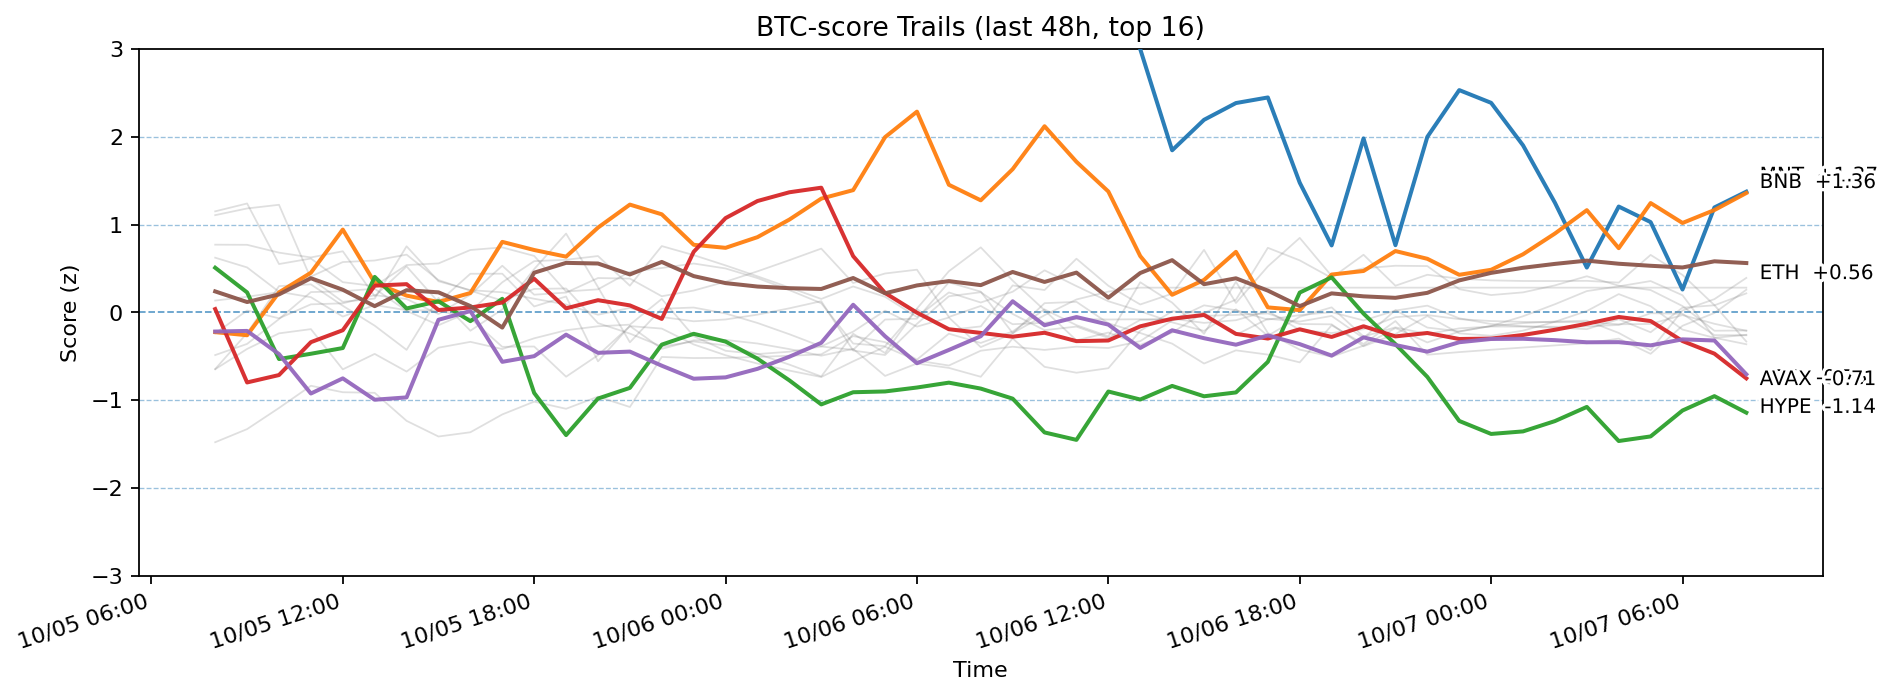 BTC-score Trails (last 48h, top 16)
Score (z)
3
2
1
0
−1
−2
−3
BNB +1.36
ETH +0.56
AVAX -0.71
HYPE -1.14
10/05 06:00
10/05 12:00
10/05 18:00
10/06 00:00
10/06 06:00
10/06 12:00
10/06 18:00
10/07 00:00
10/07 06:00
Time